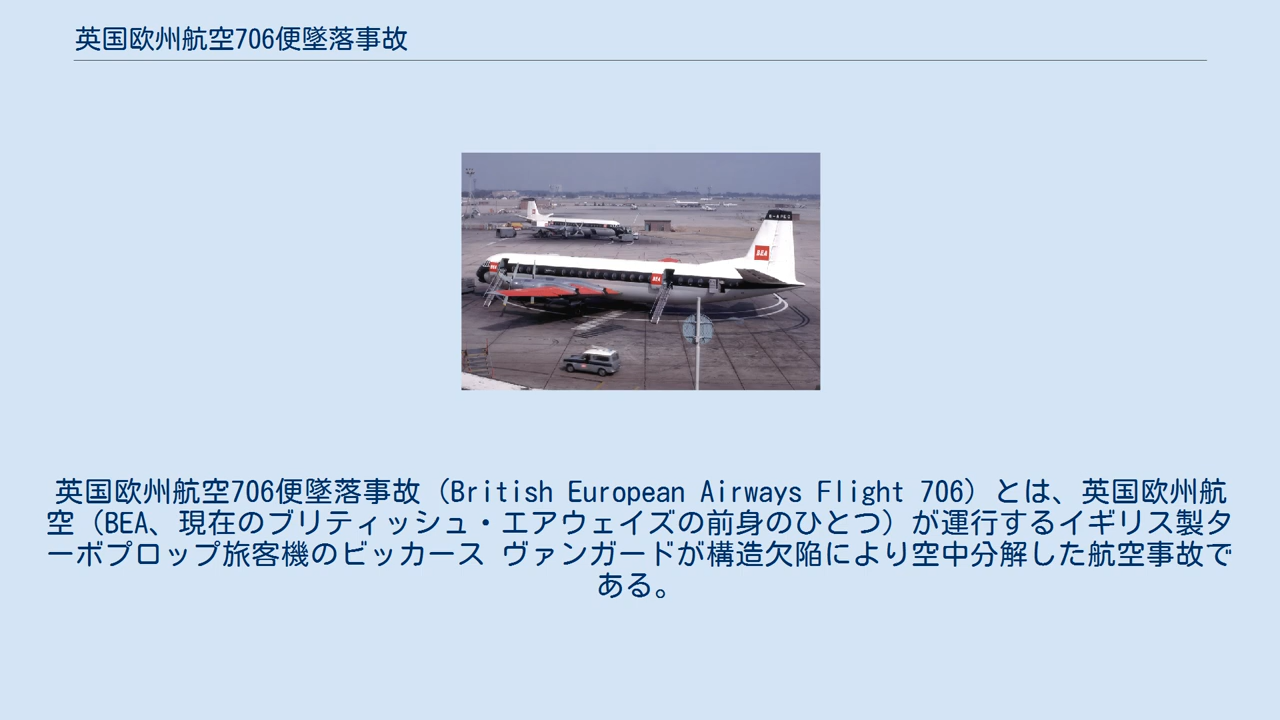 英国欧州航空706便墜落事故
BEA
BEA
BEA
英国欧州航空706便墜落事故（British European Airways Flight 706）とは、英国欧州航
空（BEA、現在のブリティッシュ・エアウェイズの前身のひとつ）が運行するイギリス製タ
ーボプロップ旅客機のビッカース ヴァンガードが構造欠陥により空中分解した航空事故で
ある。